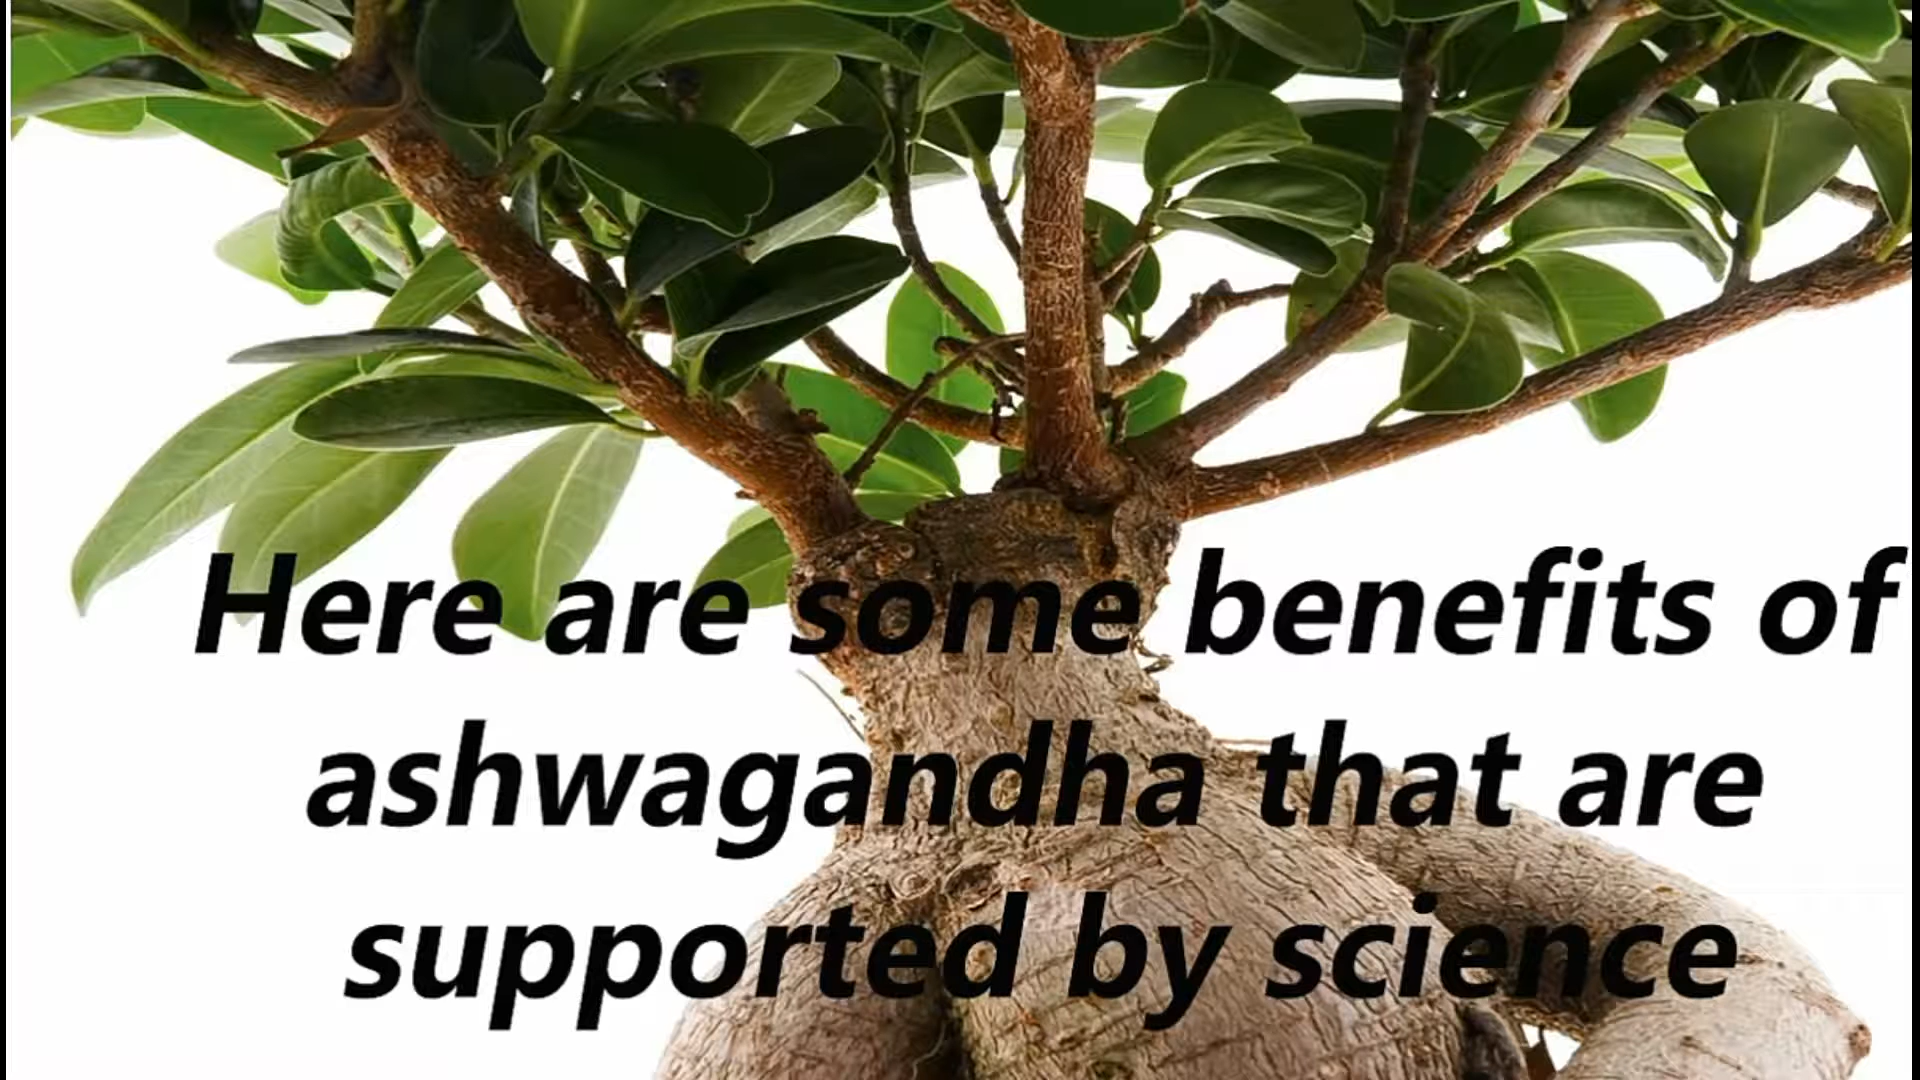 Here are some benefits of
ashwagandha that are
supported by science